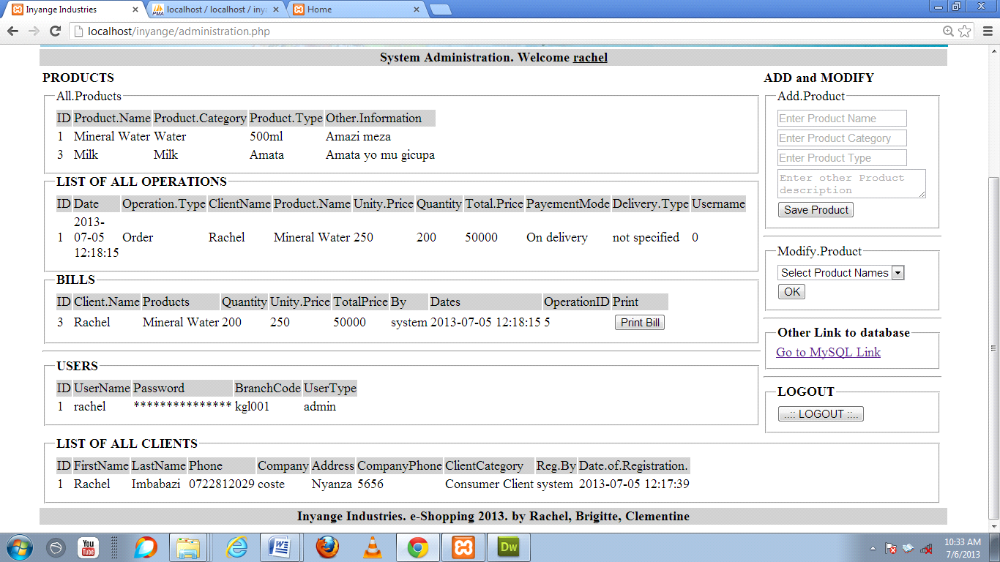 Inyange Industries
localhost / localhost / inya
Home
localhost/inyange/administration.php
System Administration. Welcome rachel
PRODUCTS
All.Products
ID Product.Name Product.Category Product.Type Other.Information
1 Mineral Water Water 500ml Amazi meza
3 Milk Milk Amata Amata yo mu gicupa
LIST OF ALL OPERATIONS
ID Date Operation.Type ClientName Product.Name Unity.Price Quantity Total.Price PayementMode Delivery.Type Username
1 2013-07-05 12:18:15 Order Rachel Mineral Water 250 200 50000 On delivery not specified 0
BILLS
ID Client.Name Products Quantity Unity.Price TotalPrice By Dates OperationID Print
3 Rachel Mineral Water 200 250 50000 system 2013-07-05 12:18:15 5 Print Bill
USERS
ID UserName Password BranchCode UserType
1 rachel *************** kgl001 admin
ADD and MODIFY
Add.Product
Enter Product Name
Enter Product Category
Enter Product Type
Enter other Product
description
Save Product
Modify.Product
Select Product Names
OK
Other Link to database
Go to MySQL Link
LOGOUT
..:: LOGOUT ::..
LIST OF ALL CLIENTS
ID FirstName LastName Phone Company Address CompanyPhone ClientCategory Reg.By Date.of.Registration.
1 Rachel Imbabazi 0722812029 coste Nyanza 5656 Consumer Client system 2013-07-05 12:17:39
Inyange Industries. e-Shopping 2013. by Rachel, Brigitte, Clementine
You
Tube
W
Dw
10:33 AM
7/6/2013